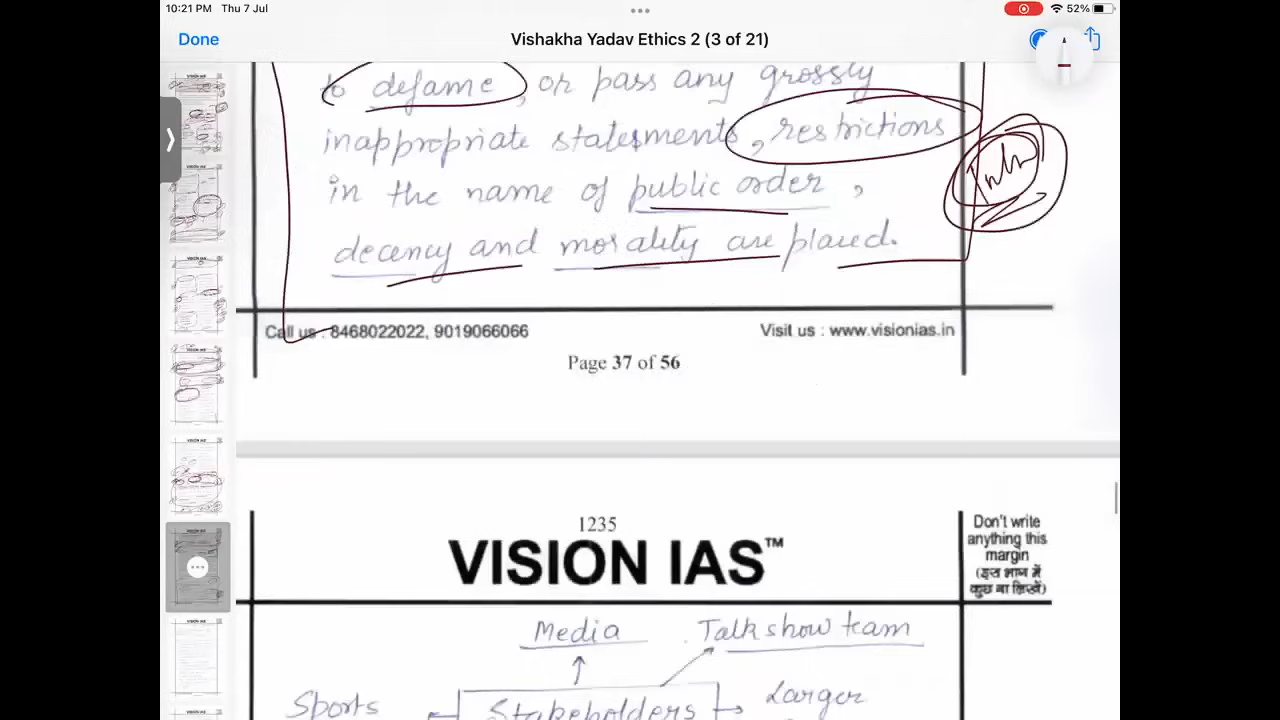 10:21 PM Thu 7 Jul
52%
Done
Vishakha Yadav Ethics 2 (3 of 21)
to defame, or pass any grossly
inappropriate statesments, restrictions
in the name of public order,
decency and morality are placed.
Call us : 8468022022, 9019066066
Visit us : www.visionias.in
Page 37 of 56
1235
VISION IAS™
Don't write
anything this
margin
(इस भाग में
कुछ ना लिखें)
Media
Talkshow team
Sports
Stakeholders
Larger